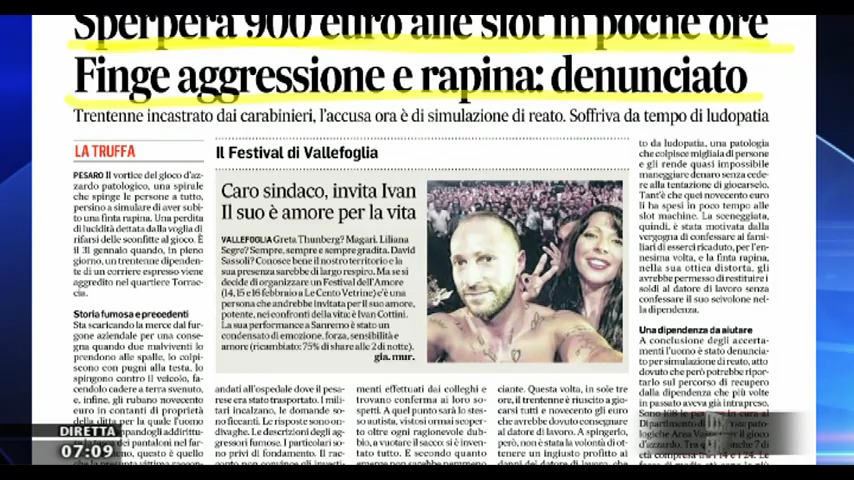 Sperpera 900 euro alle slot in poche ore
Finge aggressione e rapina: denunciato
Trentenne incastrato dai carabinieri, l'accusa ora è di simulazione di reato. Soffriva da tempo di ludopatia
LA TRUFFA
PESARO Il vortice del gioco d'az-
zardo patologico, una spirale
che spinge le persone a tutto,
persino a simulare di aver subi-
to una finta rapina. Una perdita
di lucidità dettata dalla voglia di
rifarsi delle sconfitte al gioco. È il
31 gennaio quando, in pieno
giorno, un trentenne dipenden-
te di un corriere espresso viene
aggredito nel quartiere Torrac-
cia.
Storia fumosa e precedenti
Sta scaricando la merce dal fur-
gone aziendale per una conse-
gna quando due malviventi lo
prendono alle spalle, lo colpi-
scono con pugni alla testa, lo
spingono contro il veicolo, fa-
cendolo cadere a terra svenuto,
e, infine, gli rubano novecento
euro in contanti di proprietà
della ditta per la quale l'uomo
Il Festival di Vallefoglia
Caro sindaco, invita Ivan
Il suo è amore per la vita
VALLEFOGLIA Greta Thunberg? Magari. Liliana
Segre? Sempre, sempre e sempre gradita. David
Sassoli? Conosce bene il nostro territorio e la
sua presenza sarebbe di largo respiro. Ma se si
decide di organizzare un Festival dell'Amore
(14, 15 e 16 febbraio a Le Cento Vetrine) c'è una
persona che andrebbe invitata per il suo amore,
potente, nei confronti della vita: è Ivan Cottini.
La sua performance a Sanremo è stato un
condensato di emozione, forza, sensibilità e
amore (ricambiato: 75% di share alle 2 di notte).
gia. mur.
andati all'ospedale dove il pesa-
rese era stato trasportato. I mili-
tari incalzano, le domande so-
no ficcanti. Le risposte sono on-
divaghe. Le descrizioni degli ag-
gressori fumose. I particolari so-
no privi di fondamento. Il rac-
menti effettuati dai colleghi e
trovano conferma ai loro so-
spetti. A quel punto sarà lo stes-
so autista, vistosi ormai scoper-
to oltre ogni ragionevole dub-
bio, a vuotare il sacco: si è inven-
tato tutto. E secondo quanto
ciante. Questa volta, in sole tre
ore, il trentenne è riuscito a gio-
carsi tutti e novecento gli euro
che avrebbe dovuto consegnare
al datore di lavoro. A spingerlo,
però, non è stata la volontà di ot-
tenere un ingiusto profitto ai
danni del datore di lavoro, che
to da ludopatia, una patologia
che colpisce migliaia di persone
e gli rende quasi impossibile
maneggiare denaro senza cede-
re alla tentazione di giocarselo.
Tant'è che quei novecento euro
li ha spesi in poco tempo alle
slot machine. La sceneggiata,
quindi, è stata motivata dalla
vergogna di confessare ai fami-
liari di esserci ricaduto, per l'en-
nesima volta, e la finta rapina,
nella sua ottica distorta, gli
avrebbe permesso di restituire i
soldi al datore di lavoro senza
confessare il suo scivolone nel-
la dipendenza.
Una dipendenza da aiutare
A conclusione degli accerta-
menti l'uomo è stato denuncia-
to per simulazione di reato, atto
dovuto che però potrebbe ripor-
tarlo sul percorso di recupero
dalla dipendenza che più volte
in passato aveva già intrapreso.
DIRETTA
07:09